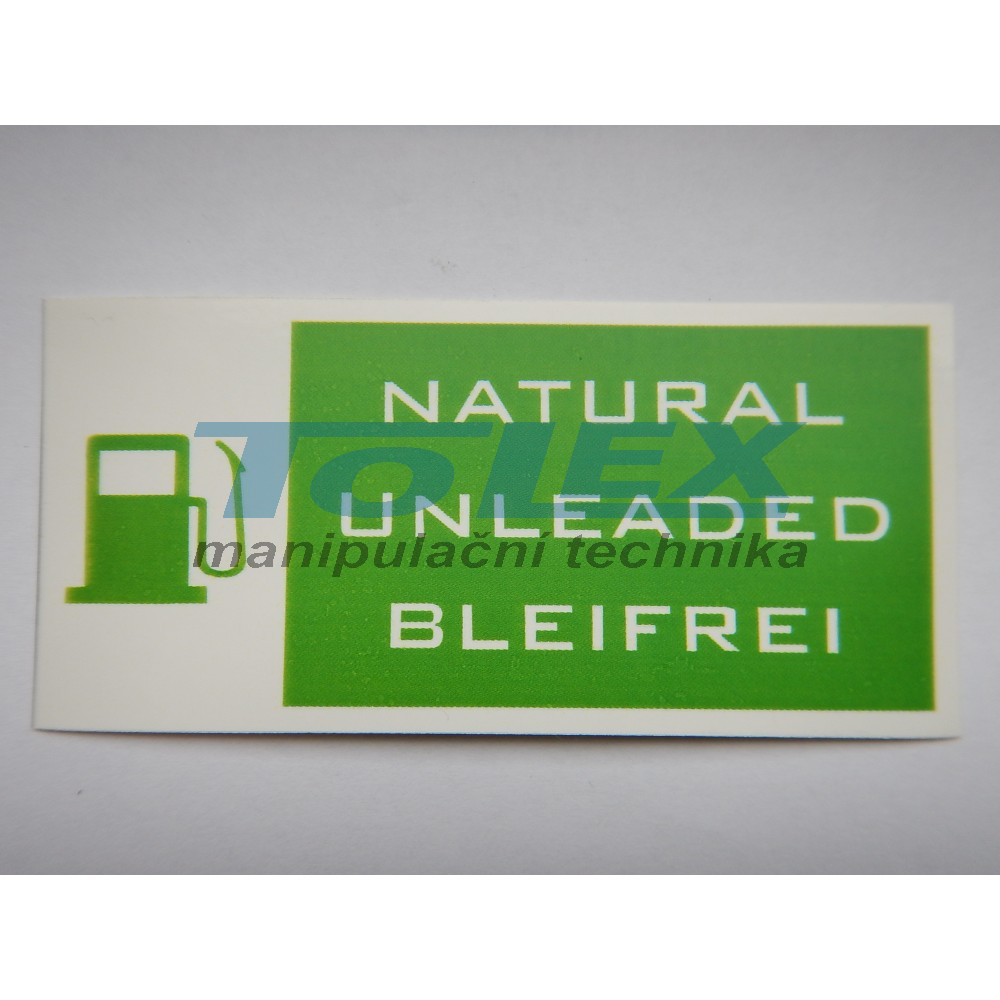 NATURAL
TOLEX
UNLEADED
manipulační technika
BLEIFREI